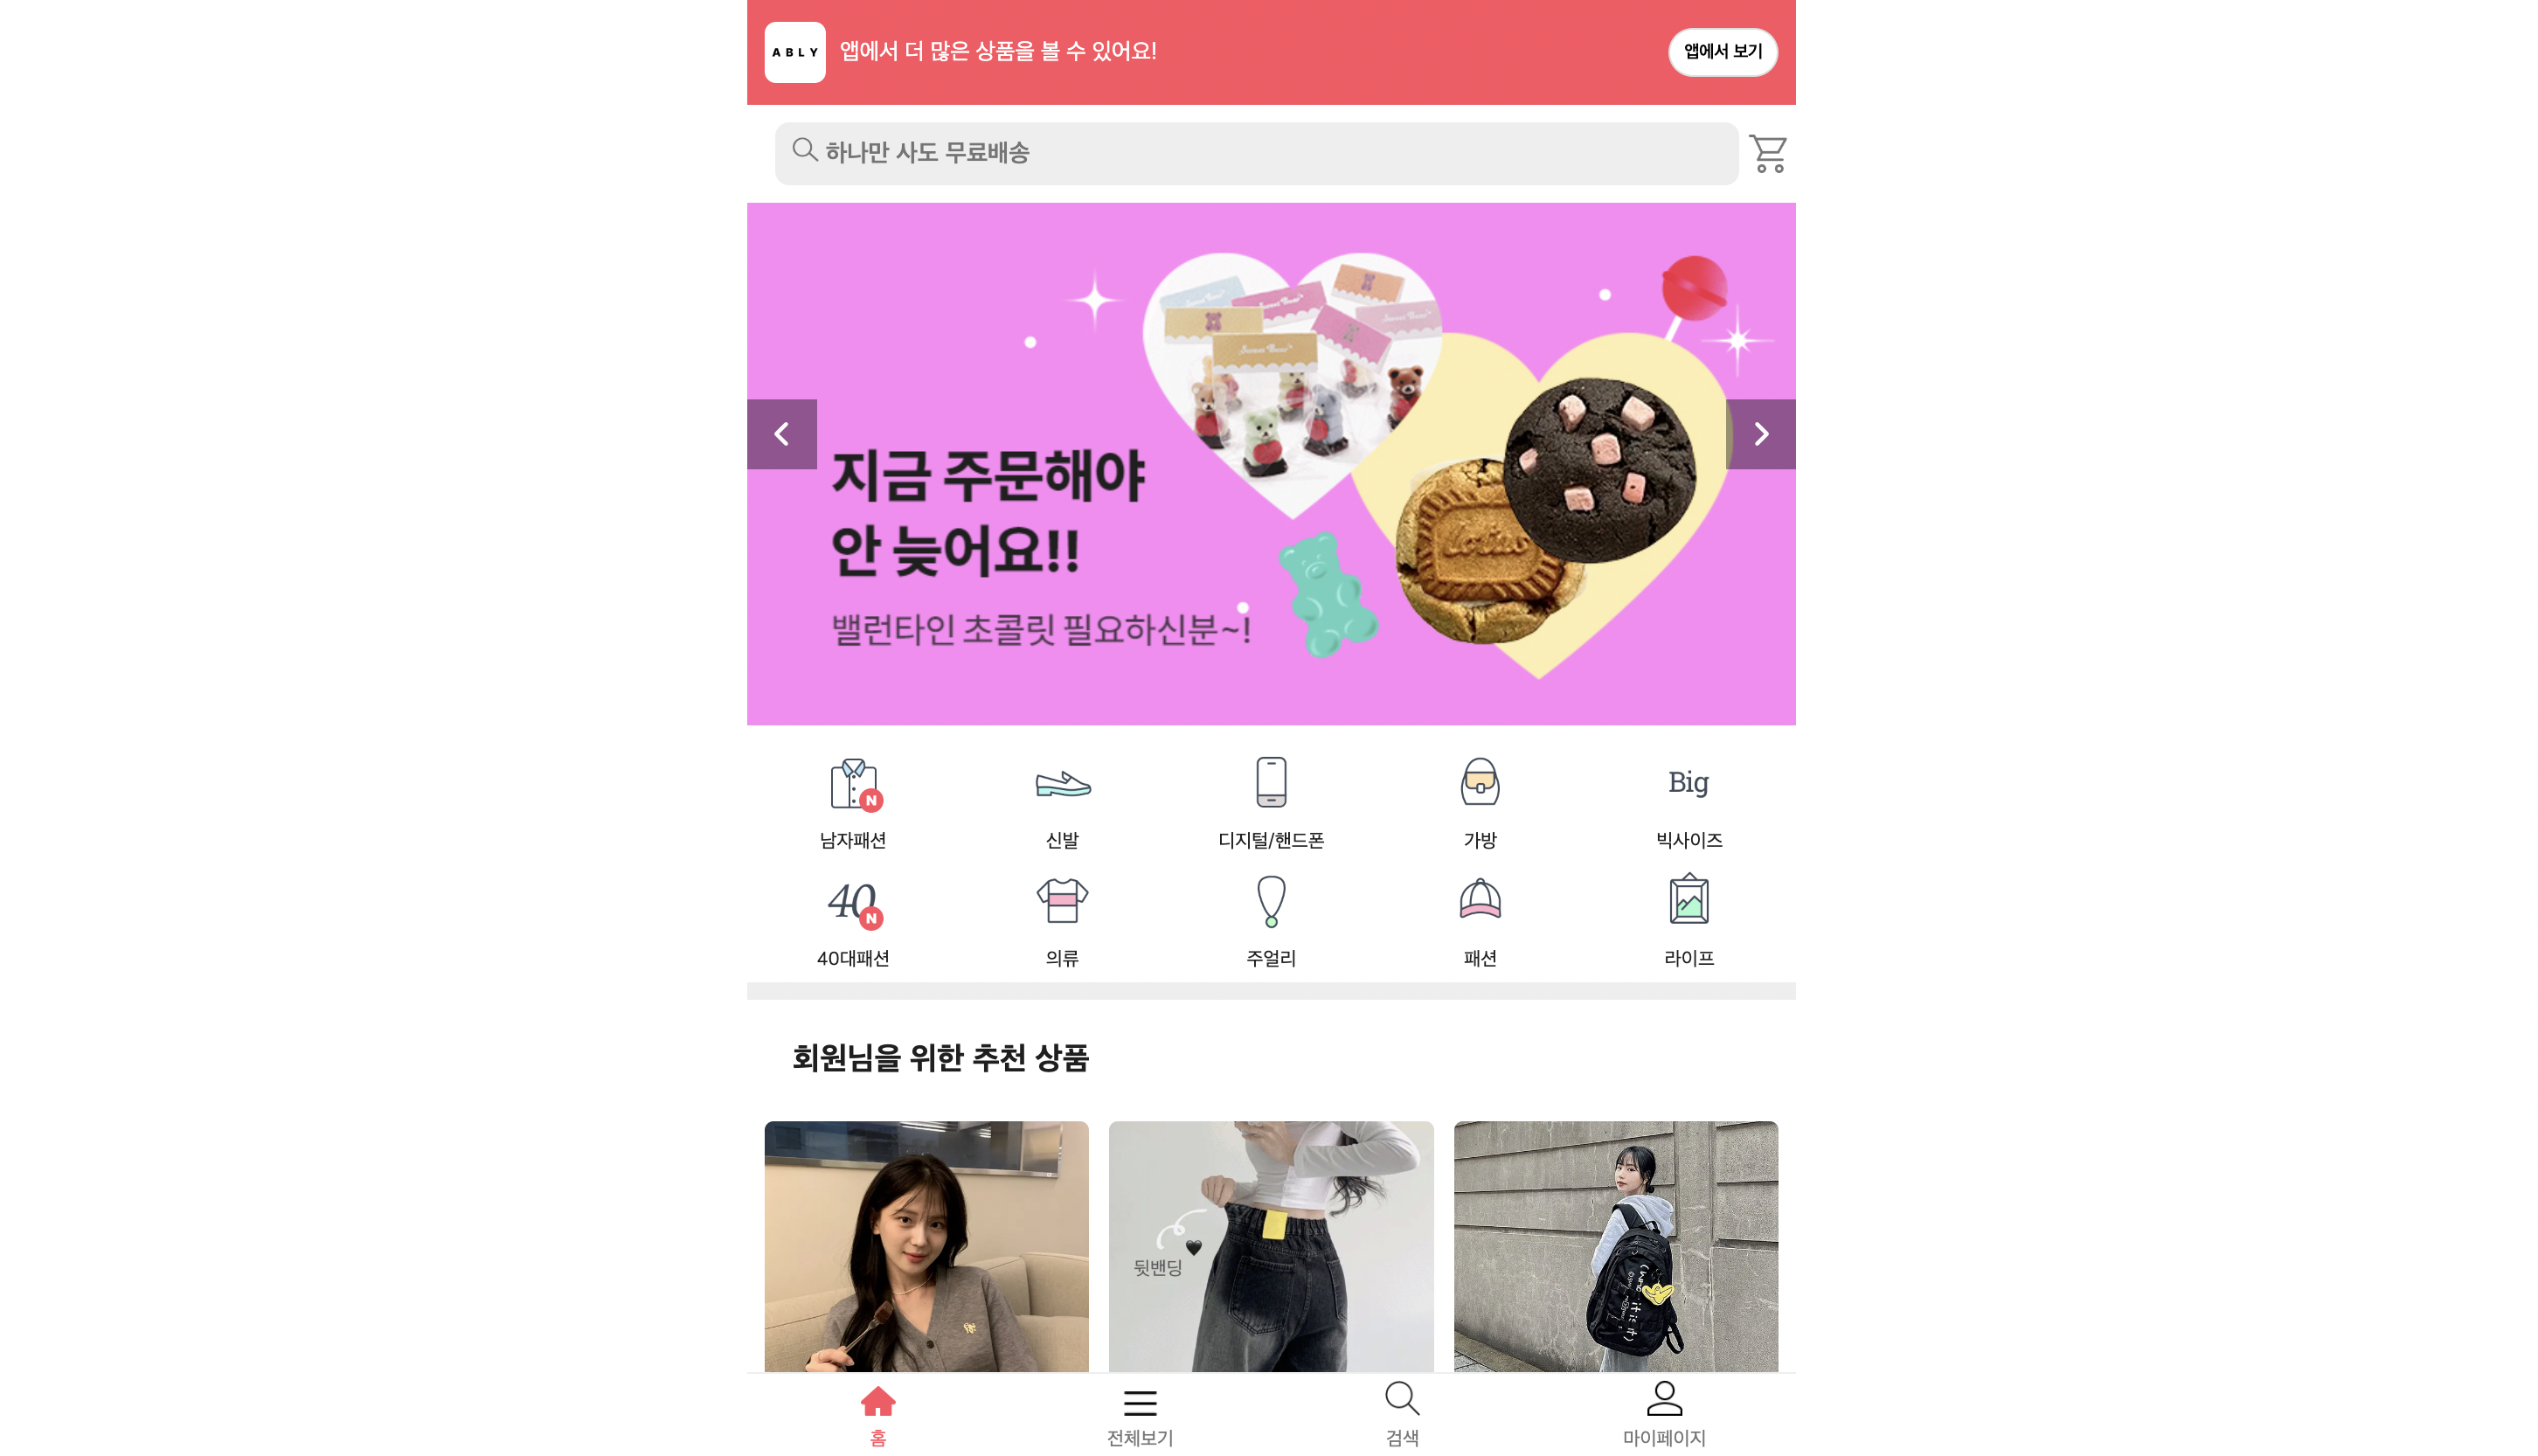 ABLY 앱에서 더 많은 상품을 볼 수 있어요! 앱에서 보기
하나만 사도 무료배송
지금 주문해야
안 늦어요!!
밸런타인 초콜릿 필요하신분~!
Sweet Bear
Lotus
N
Big
남자패션 신발 디지털/핸드폰 가방 빅사이즈
40 N
40대패션 의류 주얼리 패션 라이프
회원님을 위한 추천 상품
뒷밴딩
홈 전체보기 검색 마이페이지